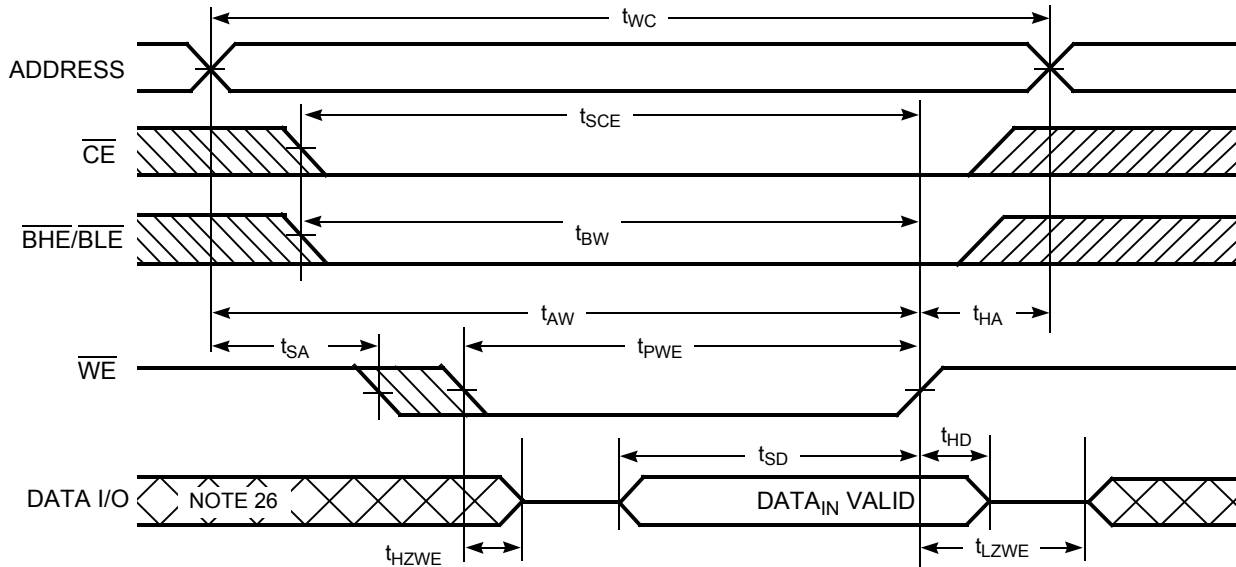 tWC
ADDRESS
tSCE
CE
BHE/BLE
tBW
tAW
tHA
tSA
tPWE
WE
tHD
tSD
DATA I/O
NOTE 26
DATAIN VALID
tHZWE
tLZWE